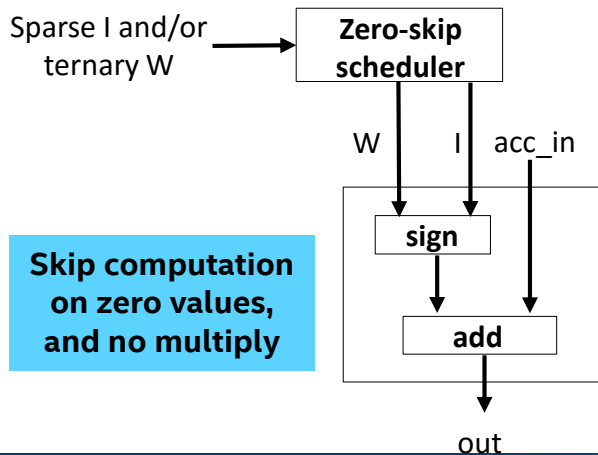 Sparse I and/or
ternary W
Zero-skip
scheduler
W
I
acc_in
sign
Skip computation
on zero values,
and no multiply
add
out